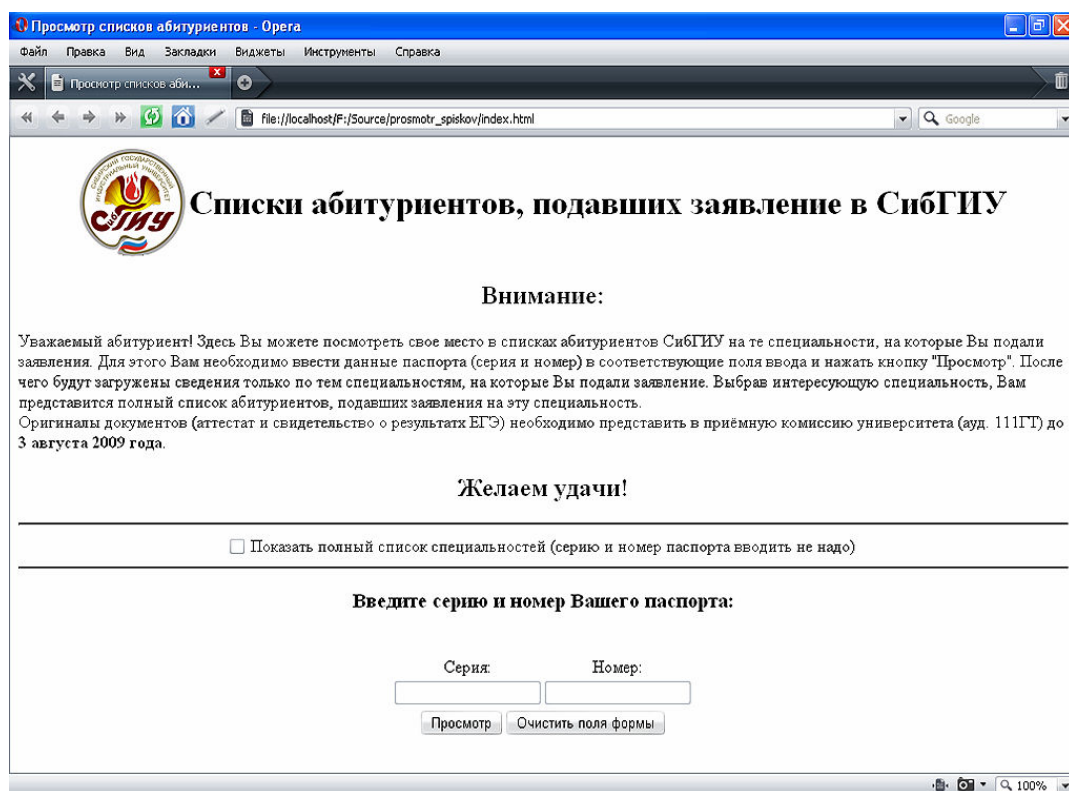 Просмотр списков абитуриентов - Opera
Файл Правка Вид Закладки Виджеты Инструменты Справка
Просмотр списков аби...
file://localhost/F:/Source/prosmotr_spiskov/index.html Google
СИБИРСКИЙ ГОСУДАРСТВЕННЫЙ ИНДУСТРИАЛЬНЫЙ УНИВЕРСИТЕТ
СибГИУ
Списки абитуриентов, подавших заявление в СибГИУ
Внимание:
Уважаемый абитуриент! Здесь Вы можете посмотреть свое место в списках абитуриентов СибГИУ на те специальности, на которые Вы подали
заявления. Для этого Вам необходимо ввести данные паспорта (серия и номер) в соответствующие поля ввода и нажать кнопку "Просмотр". После
чего будут загружены сведения только по тем специальностям, на которые Вы подали заявление. Выбрав интересующую специальность, Вам
представится полный список абитуриентов, подавших заявления на эту специальность.
Оригиналы документов (аттестат и свидетельство о результатх ЕГЭ) необходимо представить в приёмную комиссию университета (ауд. 111ГТ) до
3 августа 2009 года.
Желаем удачи!
Показать полный список специальностей (серию и номер паспорта вводить не надо)
Введите серию и номер Вашего паспорта:
Серия: Номер:
Просмотр Очистить поля формы
100%